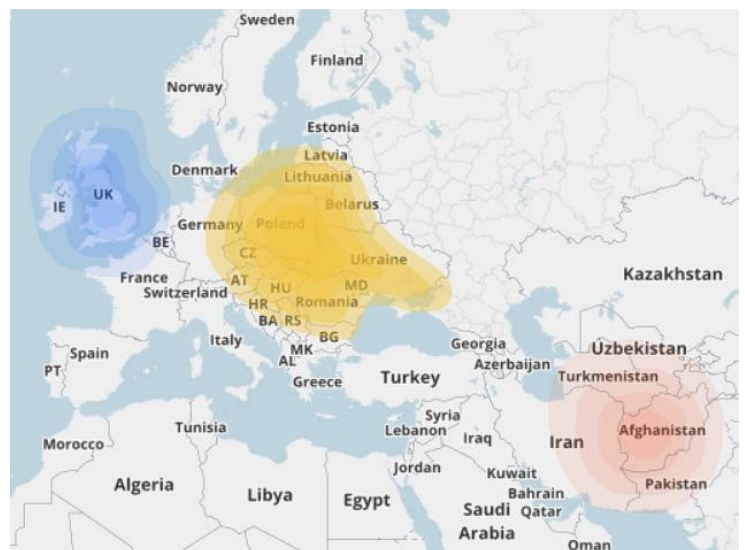 Sweden
Finland
Norway
Estonia
Latvia
Denmark
Lithuania
UK
IE
Belarus
Germany
Poland
BE
CZ
Ukraine
France
AT
Kazakhstan
Switzerland
HU
MD
HR
Romania
BA
RS
Italy
BG
Georgia
Uzbekistan
Spain
MK
PT
AL
Azerbaijan
Greece
Turkey
Turkmenistan
Syria
Tunisia
Lebanon
Iraq
Iran
Afghanistan
Morocco
Jordan
Kuwait
Algeria
Libya
Egypt
Pakistan
Bahrain
Saudi
Arabia
Qatar
Oman